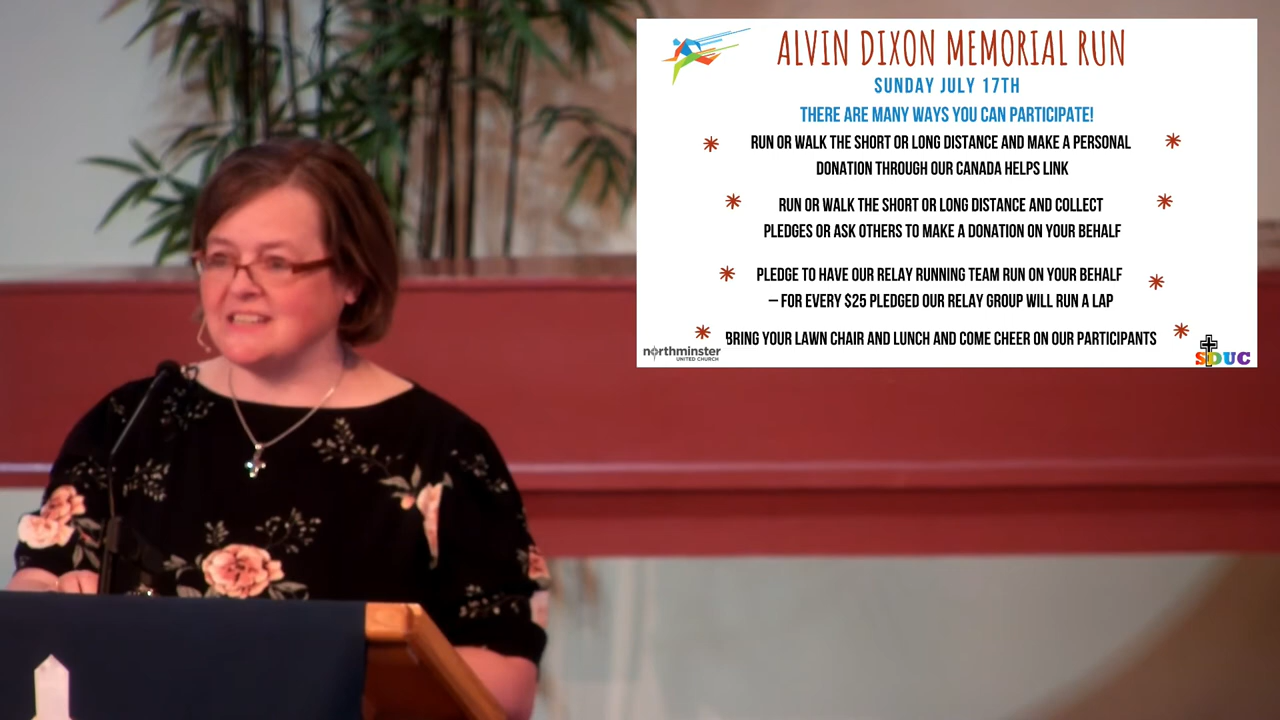 ALVIN DIXON MEMORIAL RUN
SUNDAY JULY 17TH
THERE ARE MANY WAYS YOU CAN PARTICIPATE!
RUN OR WALK THE SHORT OR LONG DISTANCE AND MAKE A PERSONAL
DONATION THROUGH OUR CANADA HELPS LINK
RUN OR WALK THE SHORT OR LONG DISTANCE AND COLLECT
PLEDGES OR ASK OTHERS TO MAKE A DONATION ON YOUR BEHALF
PLEDGE TO HAVE OUR RELAY RUNNING TEAM RUN ON YOUR BEHALF
– FOR EVERY $25 PLEDGED OUR RELAY GROUP WILL RUN A LAP
BRING YOUR LAWN CHAIR AND LUNCH AND COME CHEER ON OUR PARTICIPANTS
northminster
UNITED CHURCH
SDUC